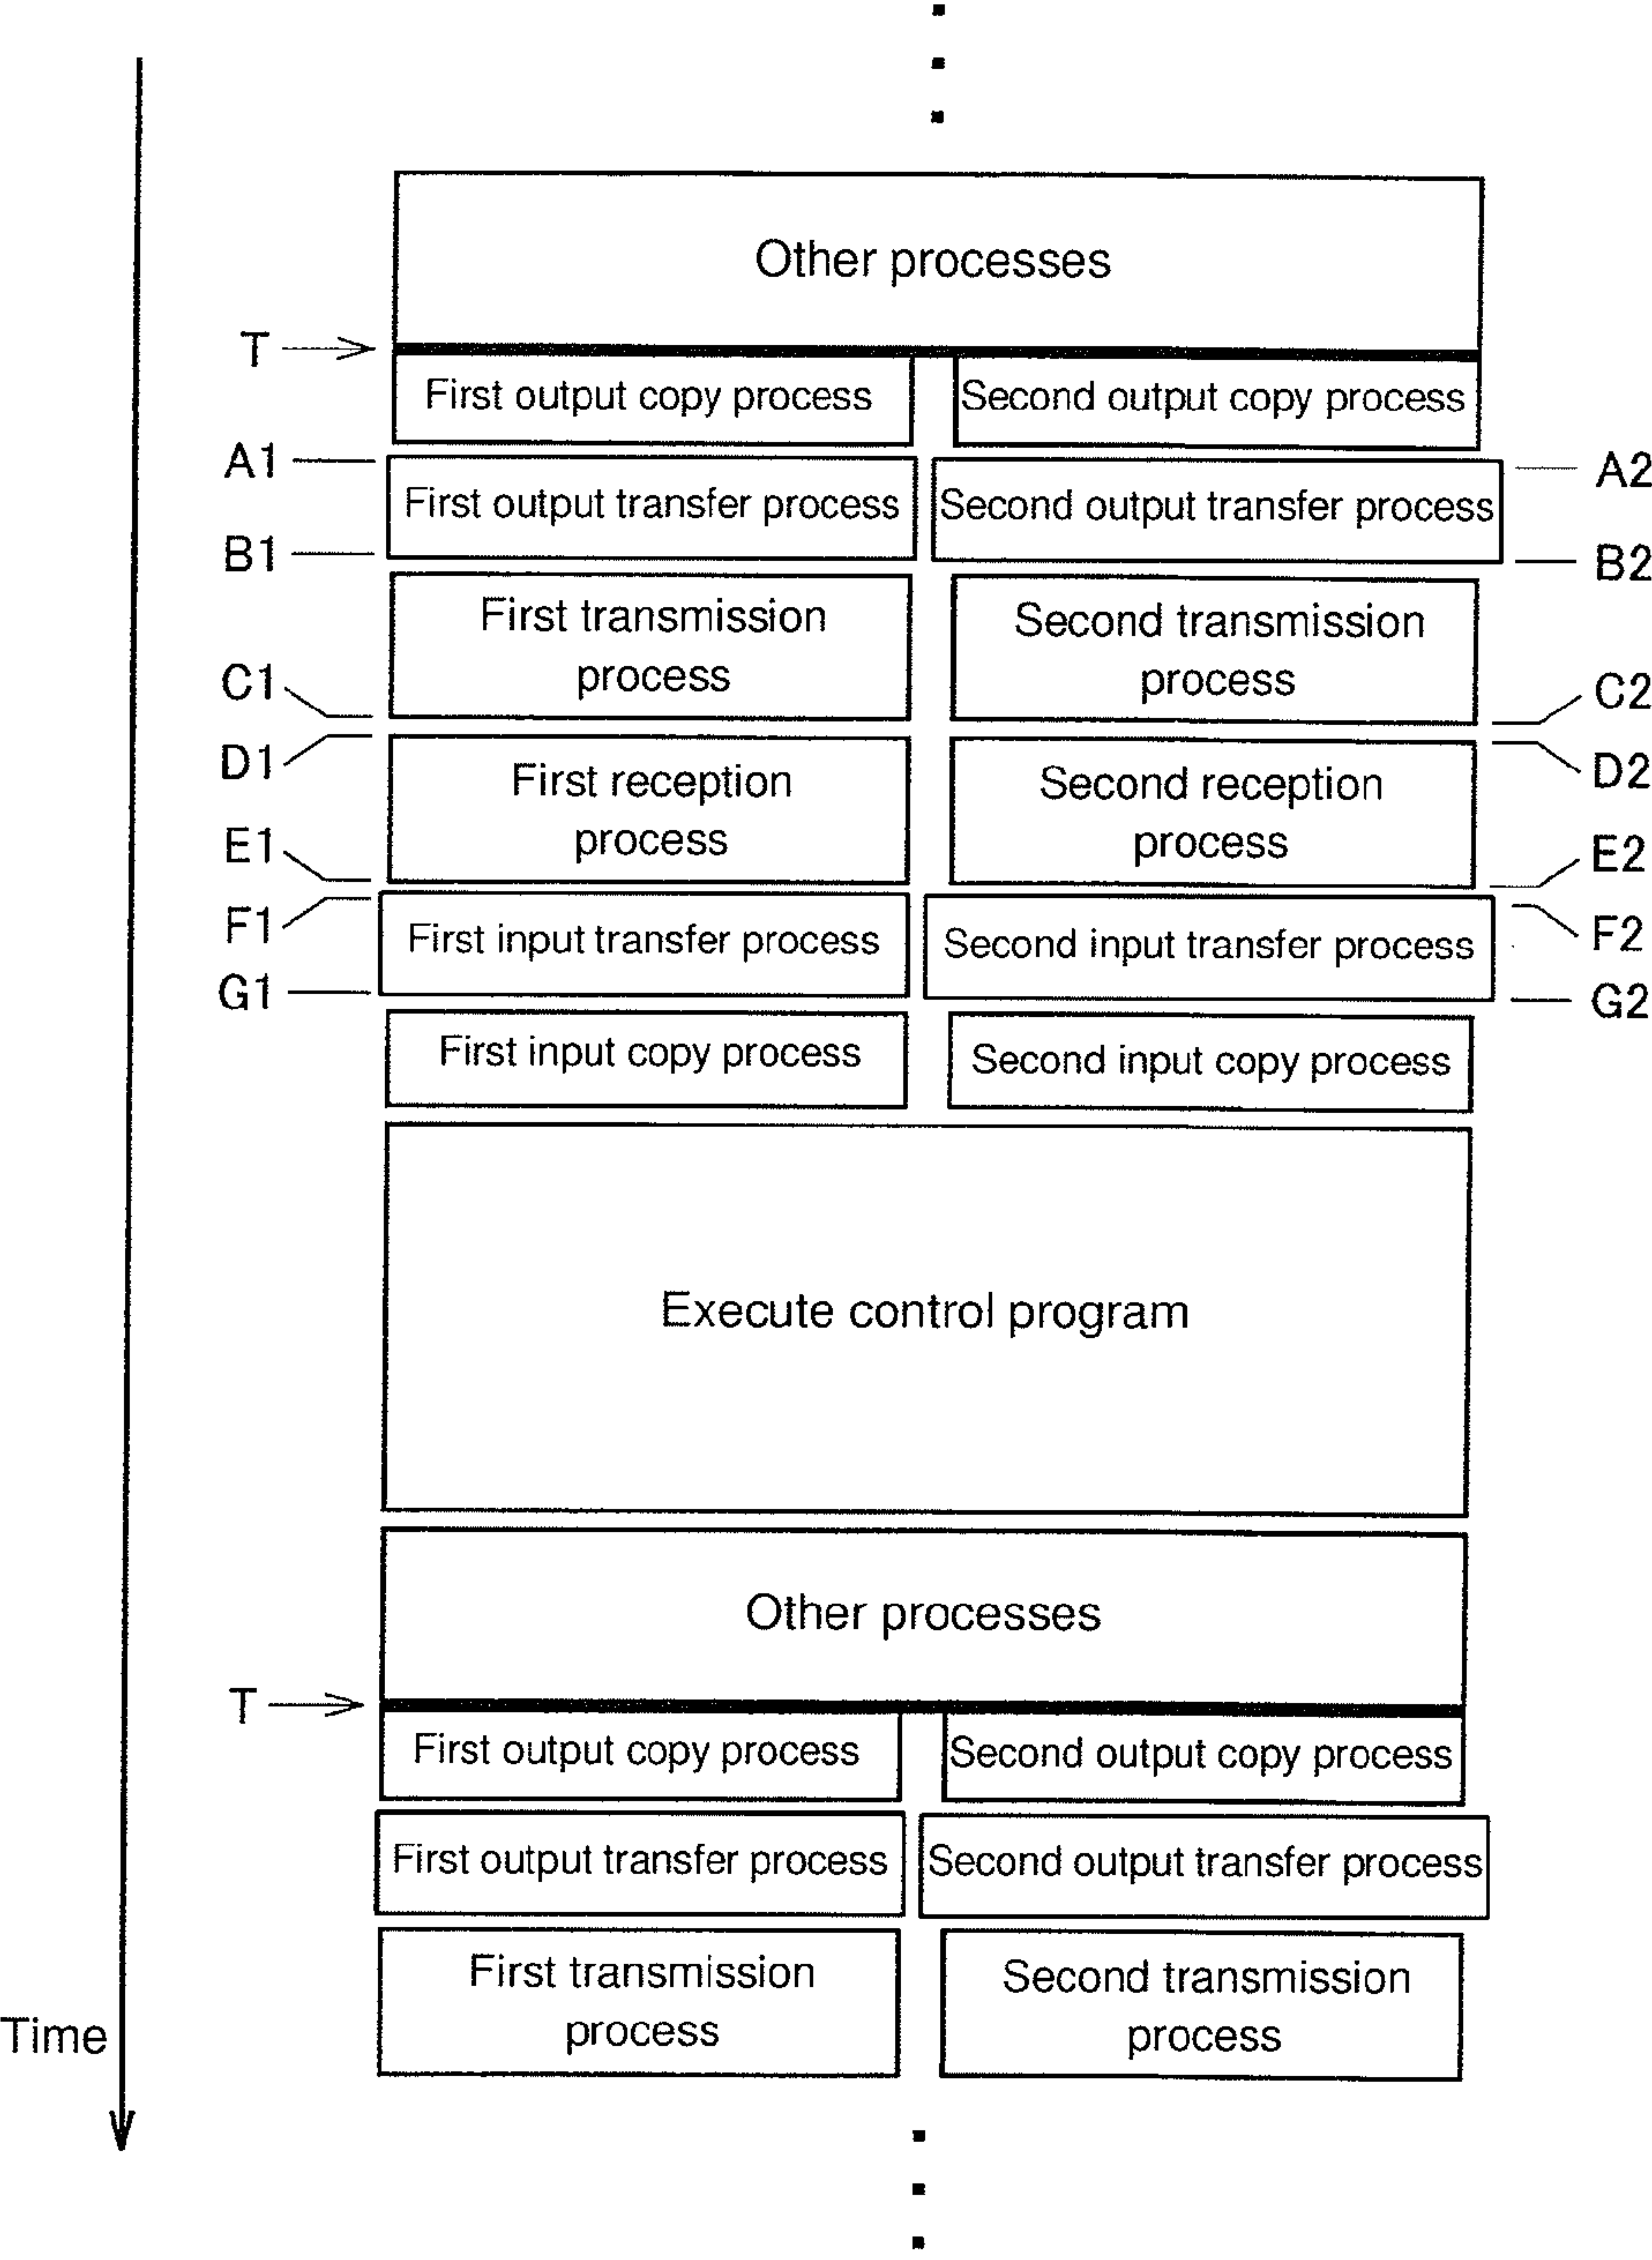 Other processes
T
First output copy process
Second output copy process
A1
A2
First output transfer process
Second output transfer process
B1
B2
First transmission
process
Second transmission
process
C1
C2
D1
D2
First reception
process
Second reception
process
E1
E2
F1
F2
First input transfer process
Second input transfer process
G1
G2
First input copy process
Second input copy process
Execute control program
Other processes
T
First output copy process
Second output copy process
First output transfer process
Second output transfer process
First transmission
process
Second transmission
process
Time